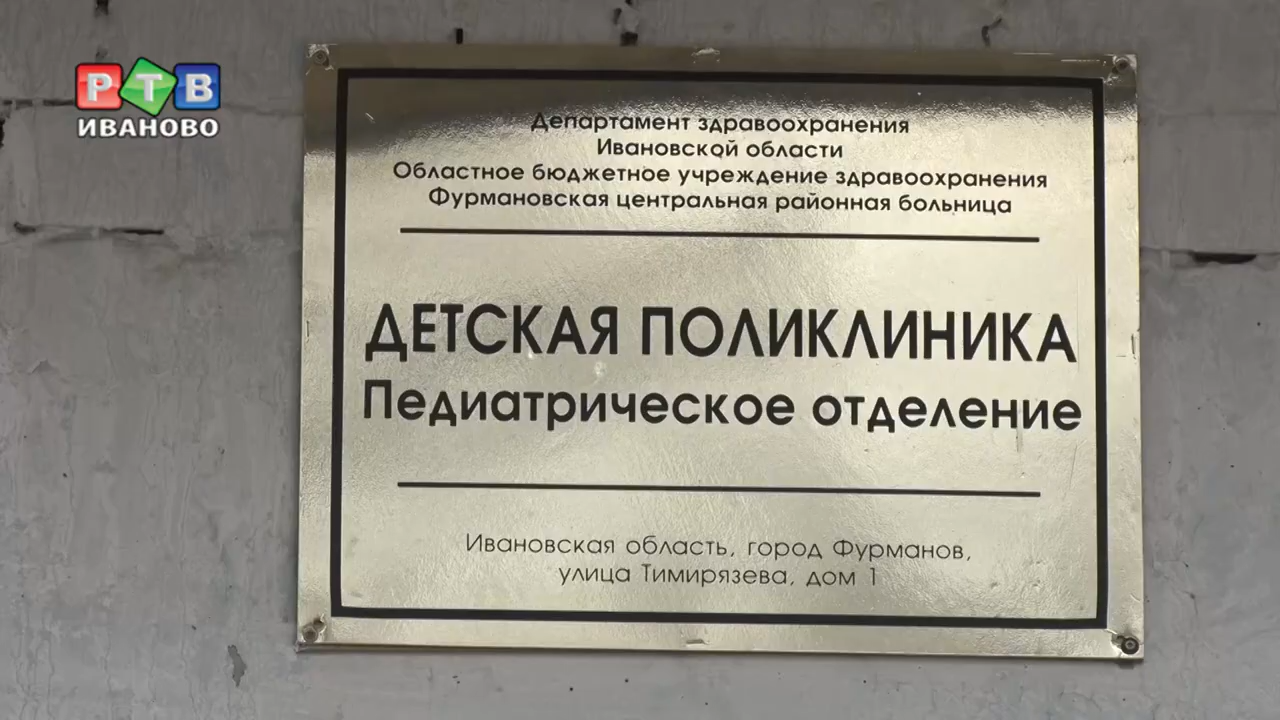 РТВ
ИВАНОВО
Департамент здравоохранения
Ивановской области
Областное бюджетное учреждение здравоохранения
Фурмановская центральная районная больница
ДЕТСКАЯ ПОЛИКЛИНИКА
Педиатрическое отделение
Ивановская область, город Фурманов,
улица Тимирязева, дом 1